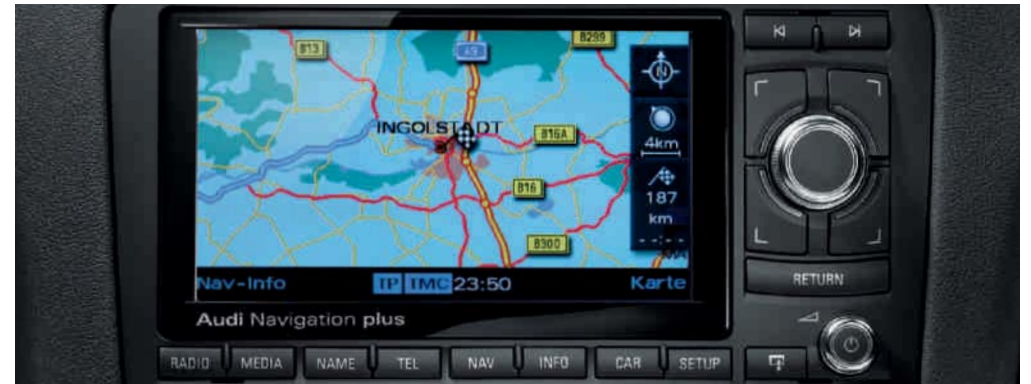 B13
A9
B299
N
INGOLSTADT
B16A
4km
B16
187
km
B300
--:--
Nav-Info
TP TMC 23:50
Karte
RETURN
Audi Navigation plus
RADIO MEDIA NAME TEL NAV INFO CAR SETUP